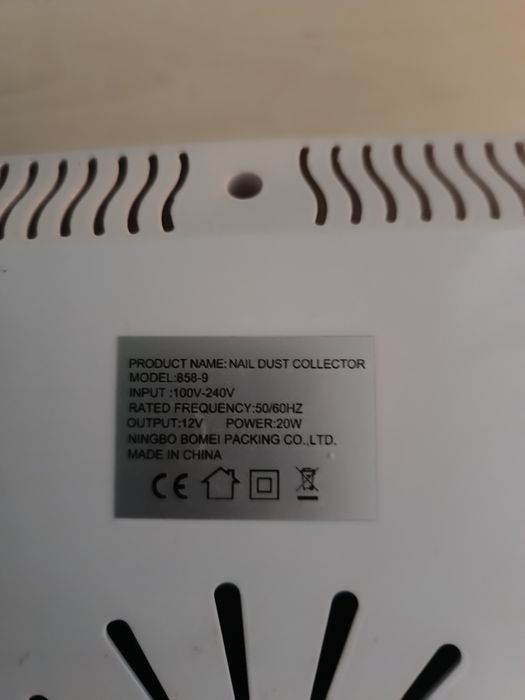 PRODUCT NAME: NAIL DUST COLLECTOR
MODEL:858-9
INPUT :100V-240V
RATED FREQUENCY:50/60HZ
OUTPUT:12V POWER:20W
NINGBO BOMEI PACKING CO.,LTD.
MADE IN CHINA
CE